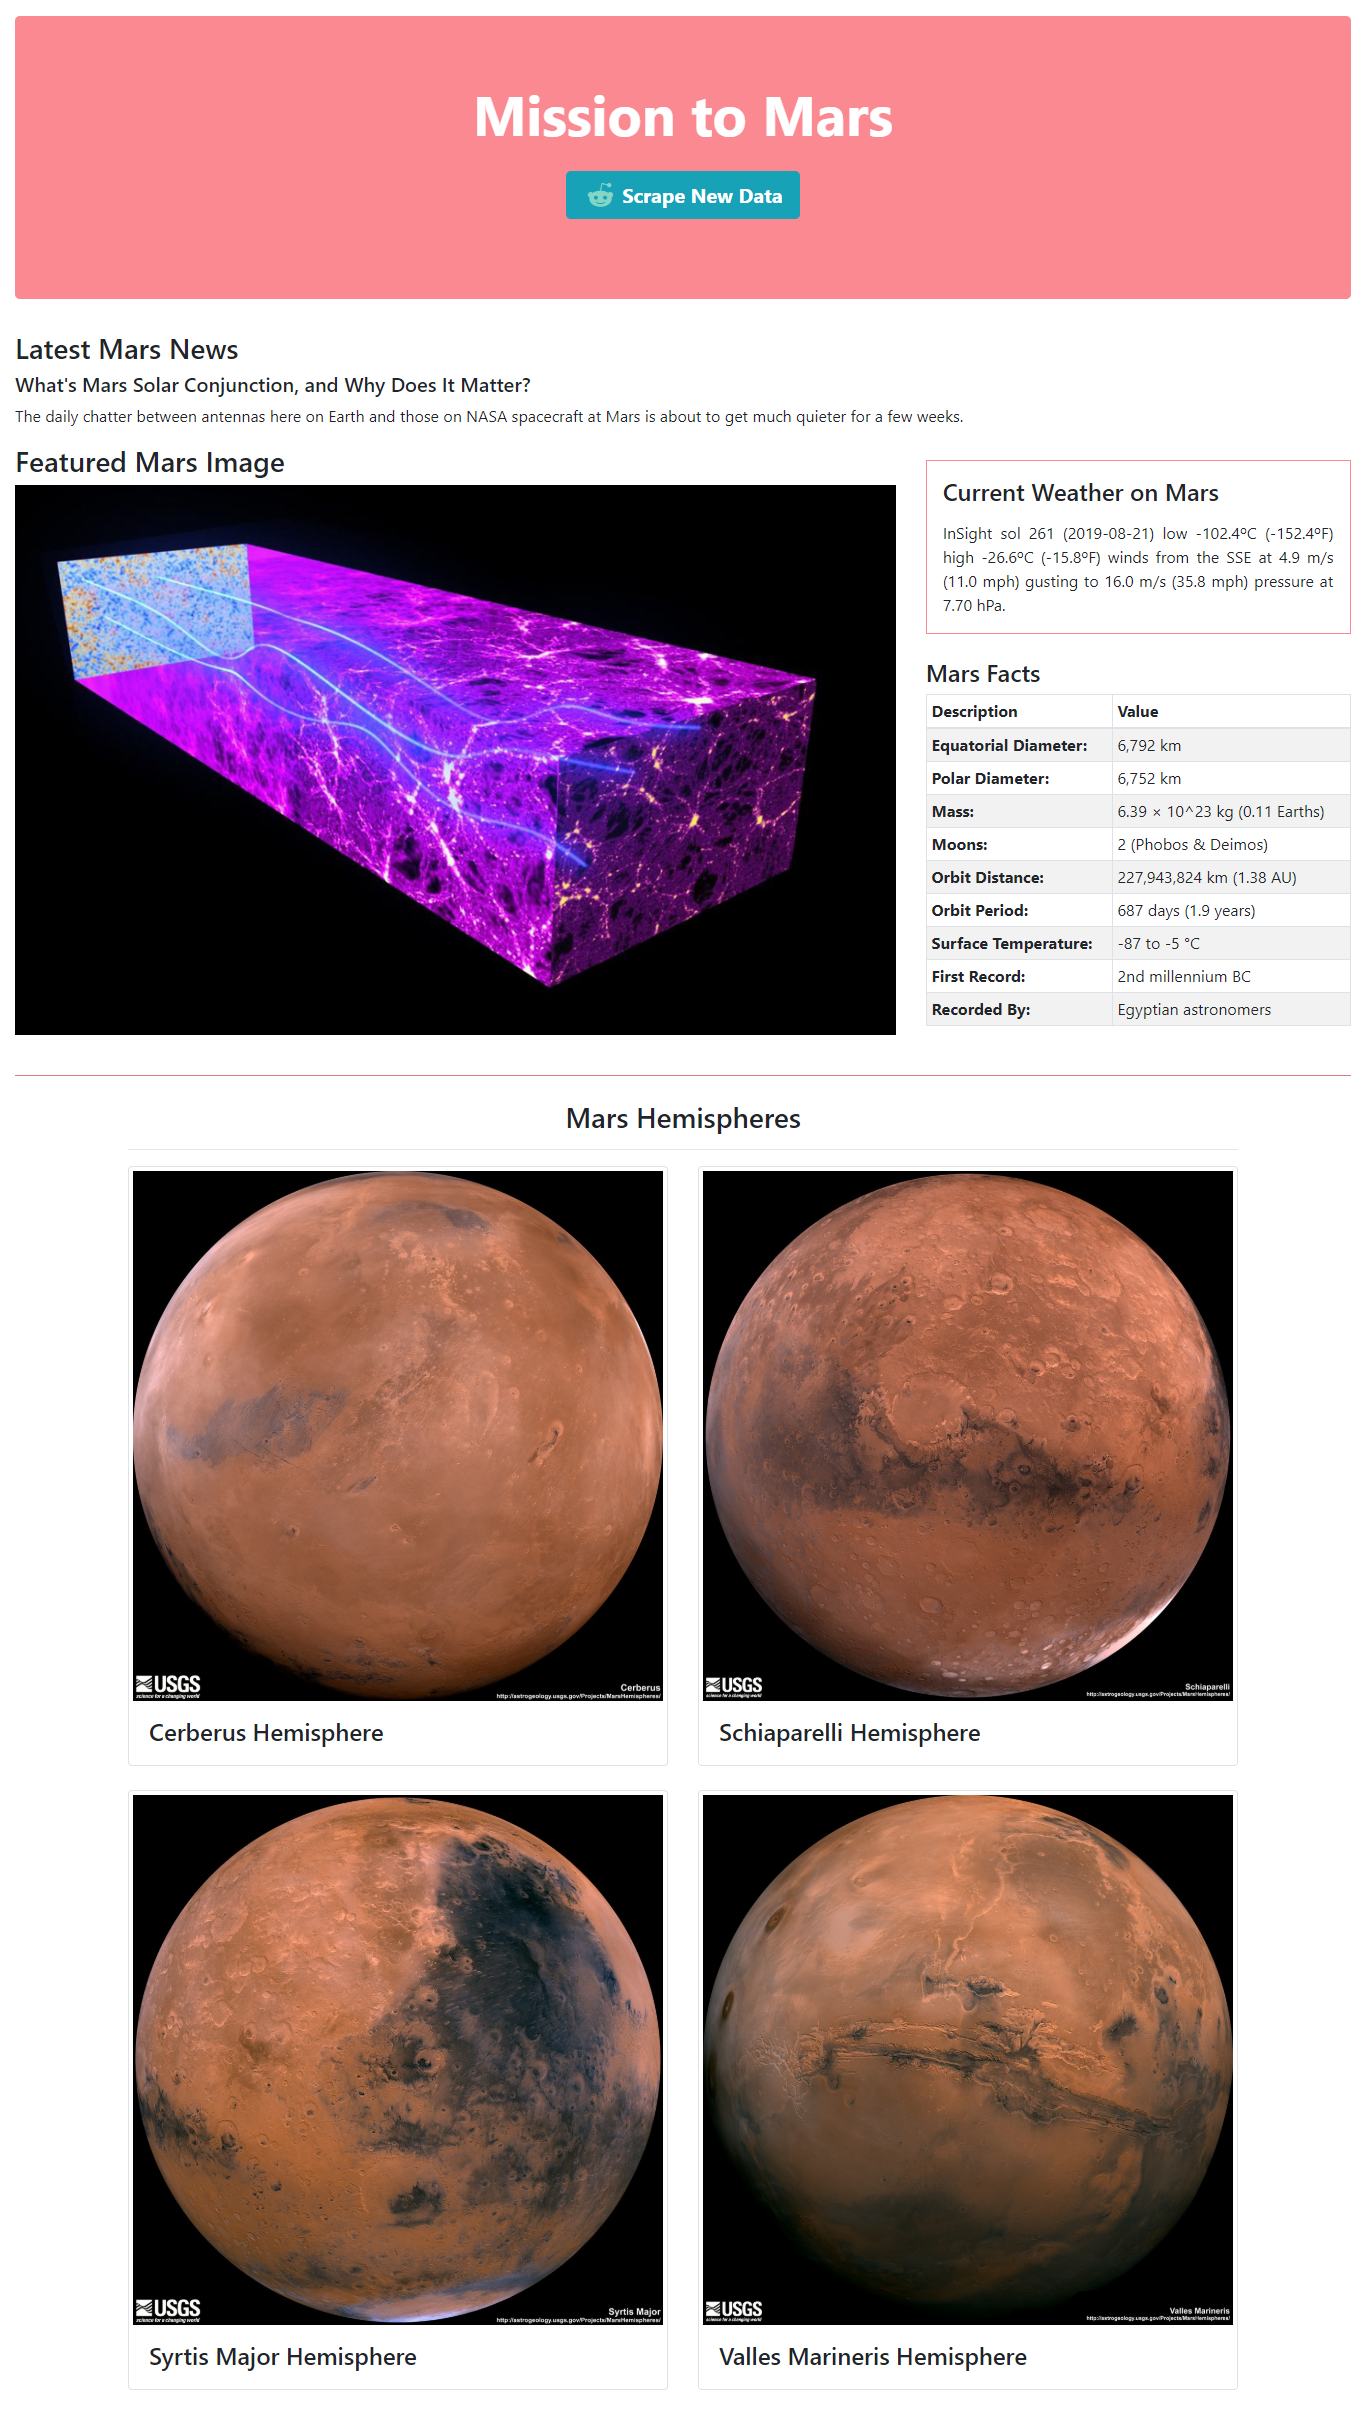 Mission to Mars
Scrape New Data
Latest Mars News
What's Mars Solar Conjunction, and Why Does It Matter?
The daily chatter between antennas here on Earth and those on NASA spacecraft at Mars is about to get much quieter for a few weeks.
Featured Mars Image
Current Weather on Mars
InSight sol 261 (2019-08-21) low -102.4ºC (-152.4ºF)
high -26.6ºC (-15.8ºF) winds from the SSE at 4.9 m/s
(11.0 mph) gusting to 16.0 m/s (35.8 mph) pressure at
7.70 hPa.
Mars Facts
Description Value
Equatorial Diameter: 6,792 km
Polar Diameter: 6,752 km
Mass: 6.39 × 10^23 kg (0.11 Earths)
Moons: 2 (Phobos & Deimos)
Orbit Distance: 227,943,824 km (1.38 AU)
Orbit Period: 687 days (1.9 years)
Surface Temperature: -87 to -5 °C
First Record: 2nd millennium BC
Recorded By: Egyptian astronomers
Mars Hemispheres
USGS
science for a changing world
Cerberus
http://astrogeology.usgs.gov/Projects/MarsHemispheres/
Cerberus Hemisphere
USGS
science for a changing world
Schiaparelli
http://astrogeology.usgs.gov/Projects/MarsHemispheres/
Schiaparelli Hemisphere
USGS
science for a changing world
Syrtis Major
http://astrogeology.usgs.gov/Projects/MarsHemispheres/
Syrtis Major Hemisphere
USGS
science for a changing world
Valles Marineris
http://astrogeology.usgs.gov/Projects/MarsHemispheres/
Valles Marineris Hemisphere